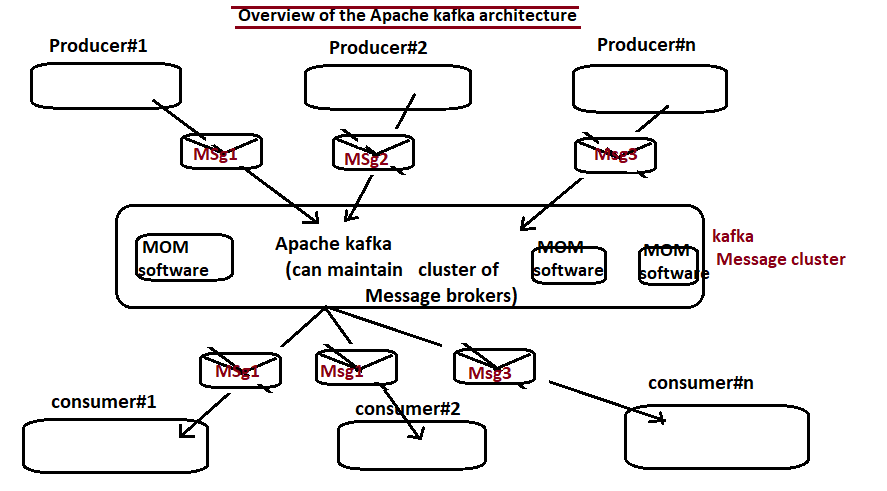 Overview of the Apache kafka architecture
Producer#1
Producer#2
Producer#n
MSg1
MSg2
Msg3
MOM
software
Apache kafka
(can maintain cluster of
Message brokers)
MOM
software
MOM
software
kafka
Message cluster
MSg1
Msg1
Msg3
consumer#1
consumer#2
consumer#n